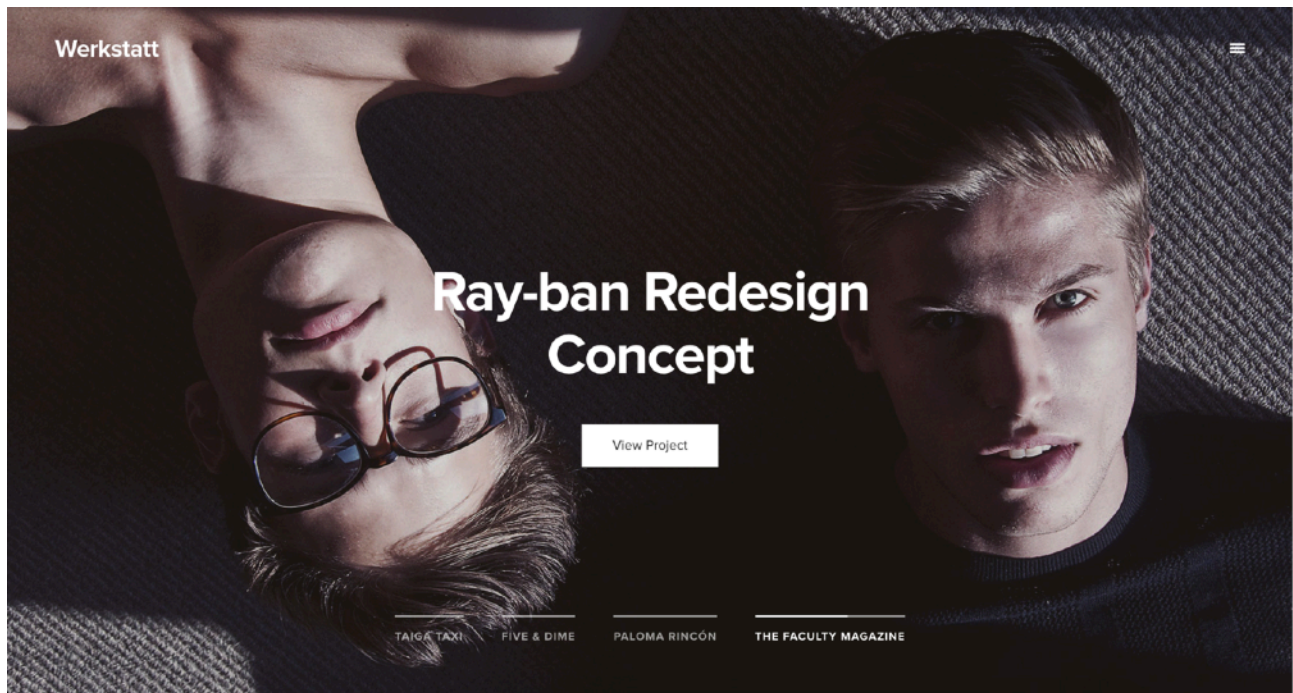 Werkstatt
Ray-ban Redesign
Concept
View Project
TAIGA TAXI
FIVE & DIME
PALOMA RINCÓN
THE FACULTY MAGAZINE